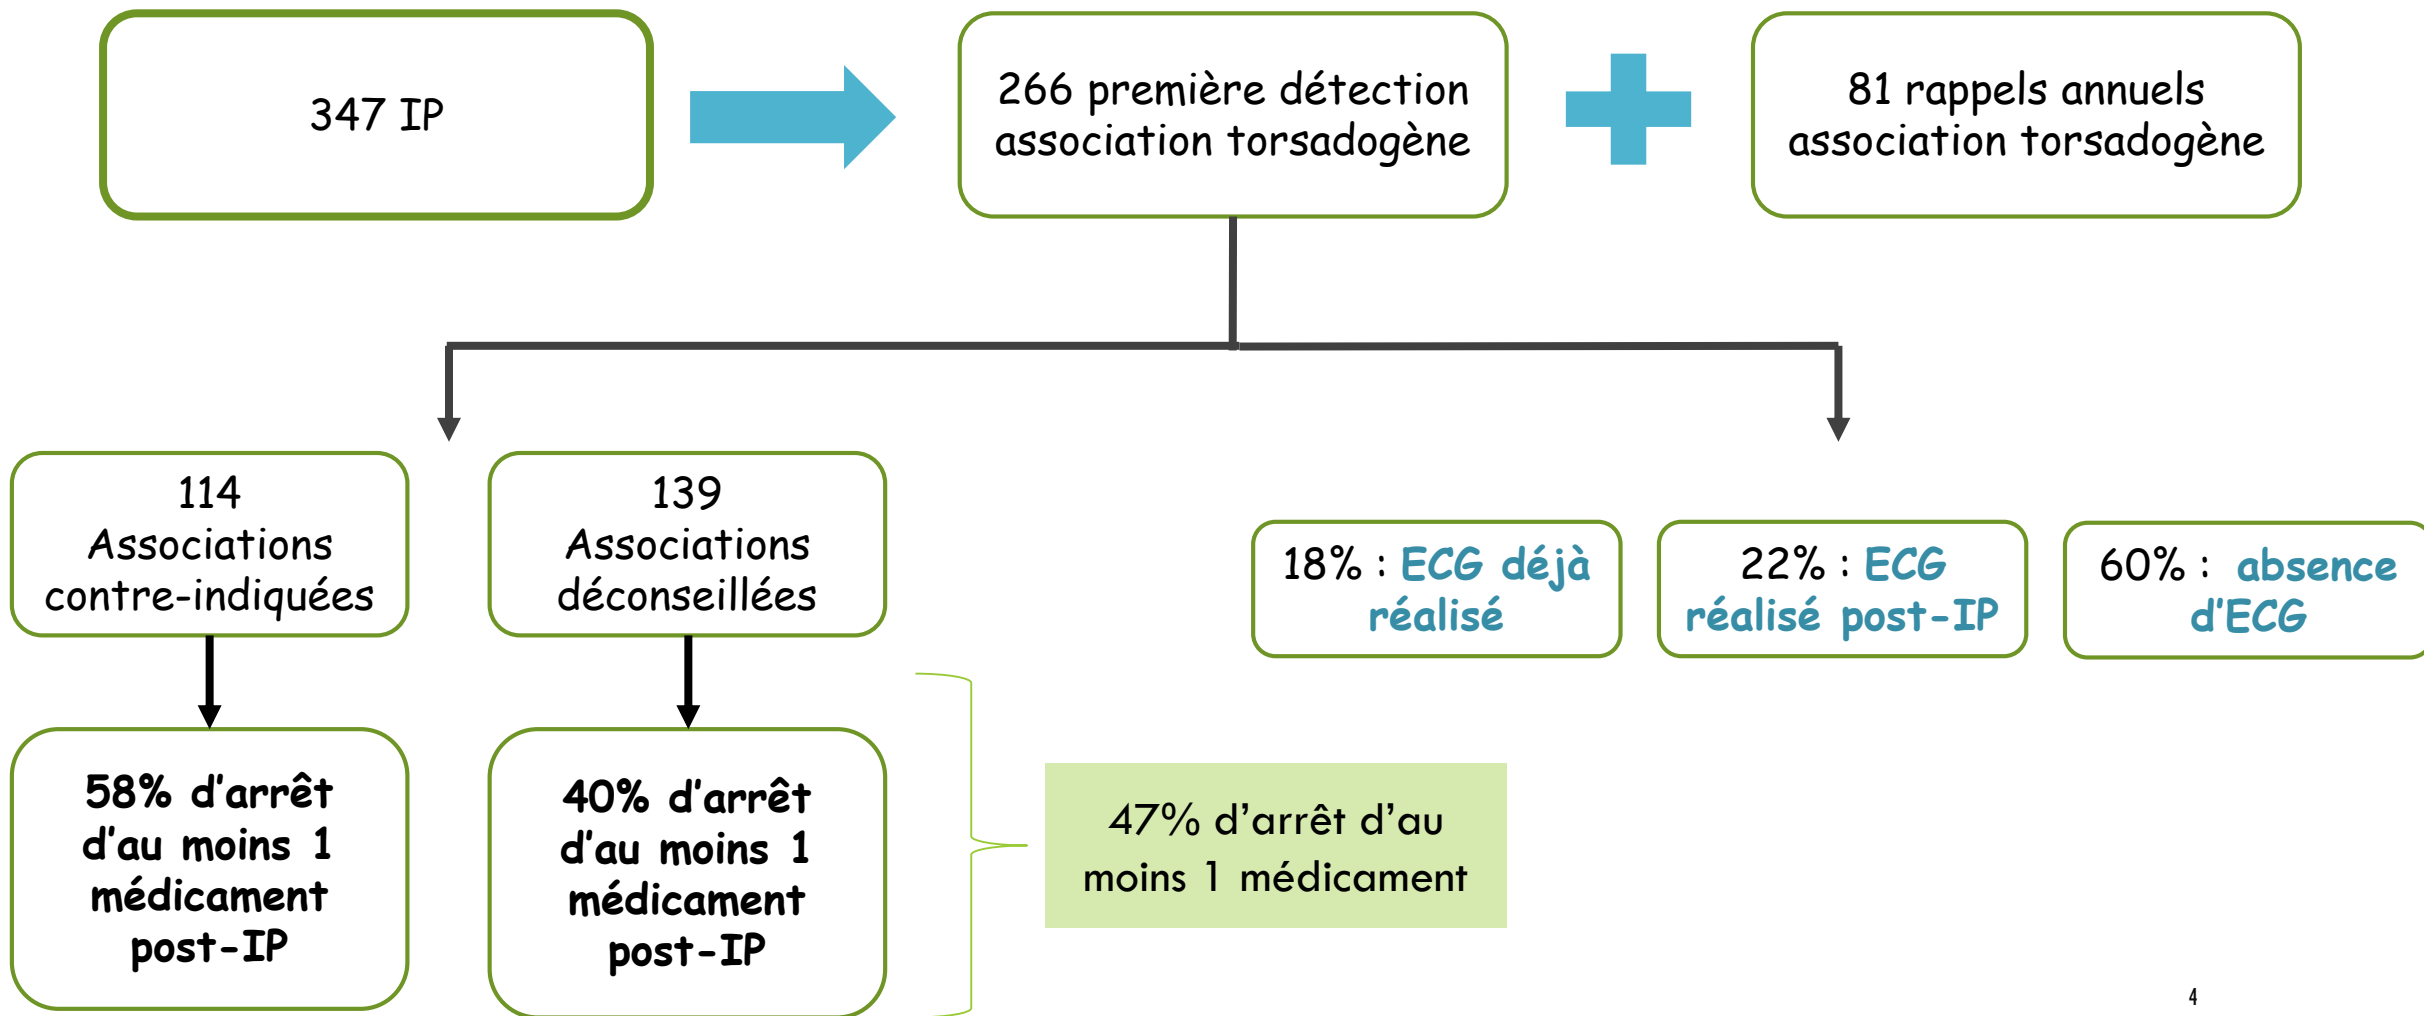 347 IP
266 première détection
association torsadogène
81 rappels annuels
association torsadogène
114
Associations
contre-indiquées
139
Associations
déconseillées
18% : ECG déjà
réalisé
22% : ECG
réalisé post-IP
60% : absence
d'ECG
58% d'arrêt
d'au moins 1
médicament
post-IP
40% d'arrêt
d'au moins 1
médicament
post-IP
47% d'arrêt d'au
moins 1 médicament
4